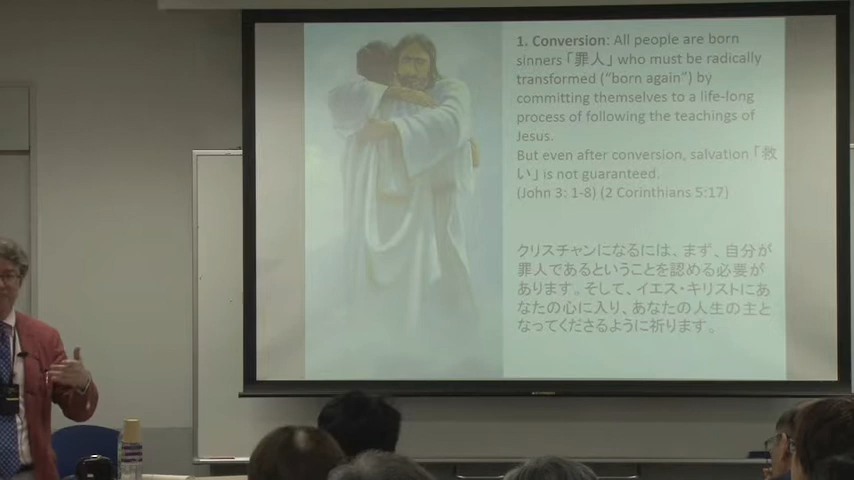 1. Conversion: All people are born
sinners「罪人」who must be radically
transformed (“born again”) by
committing themselves to a life-long
process of following the teachings of
Jesus.
But even after conversion, salvation「救
い」is not guaranteed.
(John 3: 1-8) (2 Corinthians 5:17)
クリスチャンになるには、まず、自分が
罪人であるということを認める必要が
あります。そして、イエス・キリストにあ
なたの心に入り、あなたの人生の主と
なってくださるように祈ります。